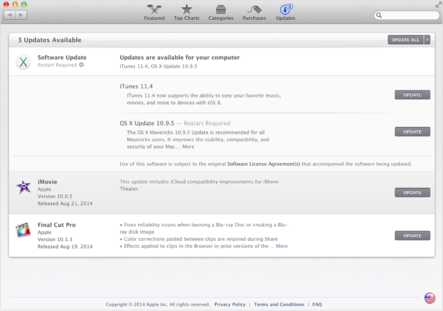 Featured Top Charts Categories Purchases Updates
3 Updates Available UPDATE ALL
Software Update
Restart Required
Updates are available for your computer
iTunes 11.4, OS X Update 10.9.5
iTunes 11.4
iTunes 11.4 now supports the ability to sync your favorite music,
movies, and more to devices with iOS 8.
UPDATE
OS X Update 10.9.5 — Restart Required
The OS X Mavericks 10.9.5 Update is recommended for all
Mavericks users. It improves the stability, compatibility, and
security of your Mac.... More
UPDATE
Use of this software is subject to the original Software License Agreement(s) that accompanied the software being updated.
iMovie
Apple
Version 10.0.5
Released Aug 21, 2014
This update includes iCloud compatibility improvements for iMovie
Theater.
UPDATE
Final Cut Pro
Apple
Version 10.1.3
Released Aug 19, 2014
• Fixes reliability issues when burning a Blu-ray Disc or creating a Blu-
ray disk image
• Color corrections pasted between clips are retained during Share
• Effects applied to clips in the Browser in prior versions of the ... More
UPDATE
Copyright © 2014 Apple Inc. All rights reserved. Privacy Policy | Terms and Conditions | FAQ